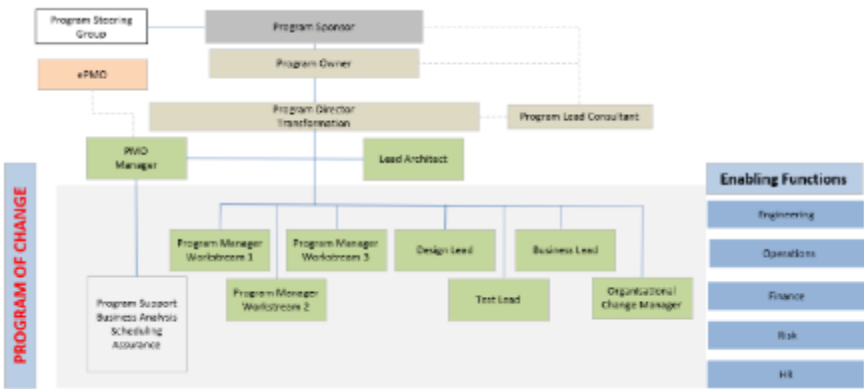 Program Steering
Group
Program Sponsor
Program Owner
ePMO
Program Director
Transformation
Program Lead Consultant
PMO
Manager
Lead Architect
PROGRAM OF CHANGE
Enabling Functions
Engineering
Operations
Finance
Risk
HR
Program Manager
Workstream 1
Program Manager
Workstream 3
Design Lead
Business Lead
Program Manager
Workstream 2
Test Lead
Organisational
Change Manager
Program Support
Business Analysis
Scheduling
Assurance